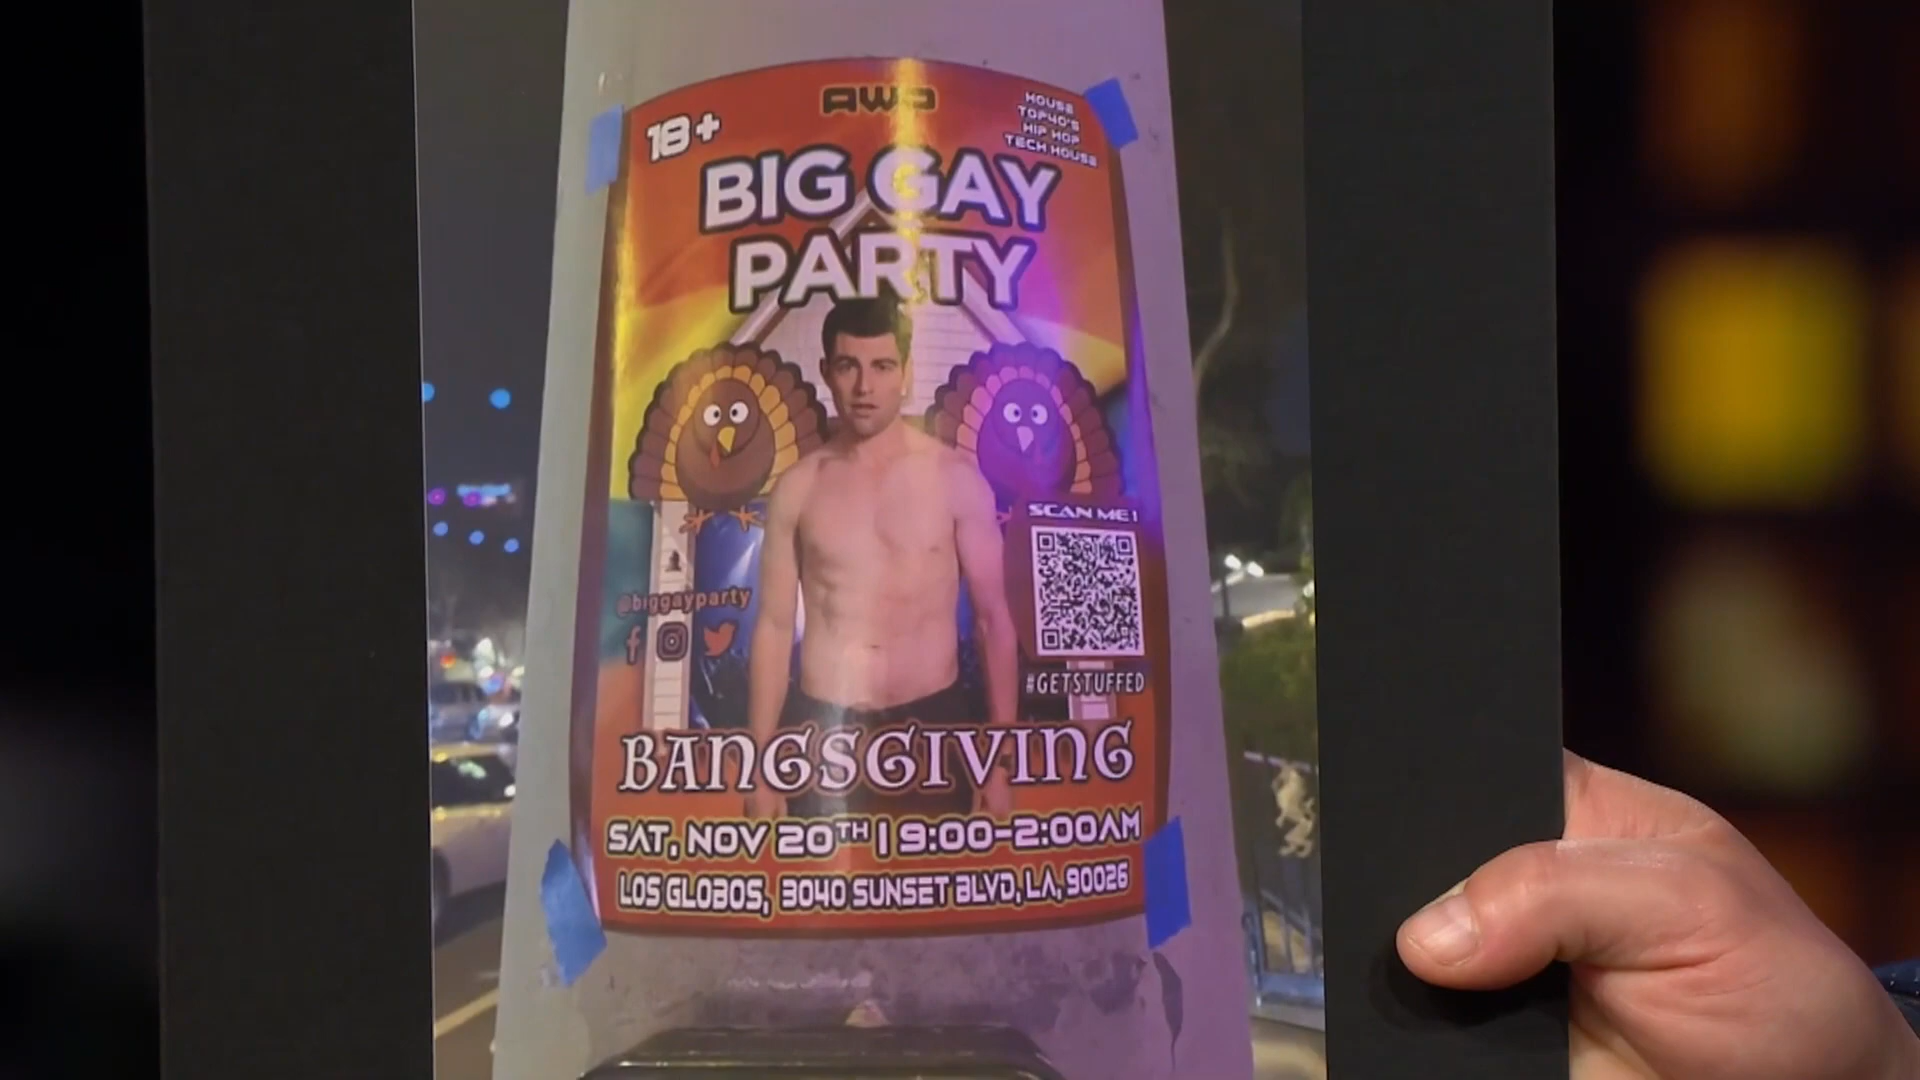 AWA
18+
HOUSE
TOP40'S
HIP HOP
TECH HOUSE
BIG GAY
PARTY
SCAN ME!
@biggayparty
#GETSTUFFED
BANGSGIVING
SAT, NOV 20TH | 9:00-2:00AM
LOS GLOBOS, 3040 SUNSET BLVD, LA, 90026